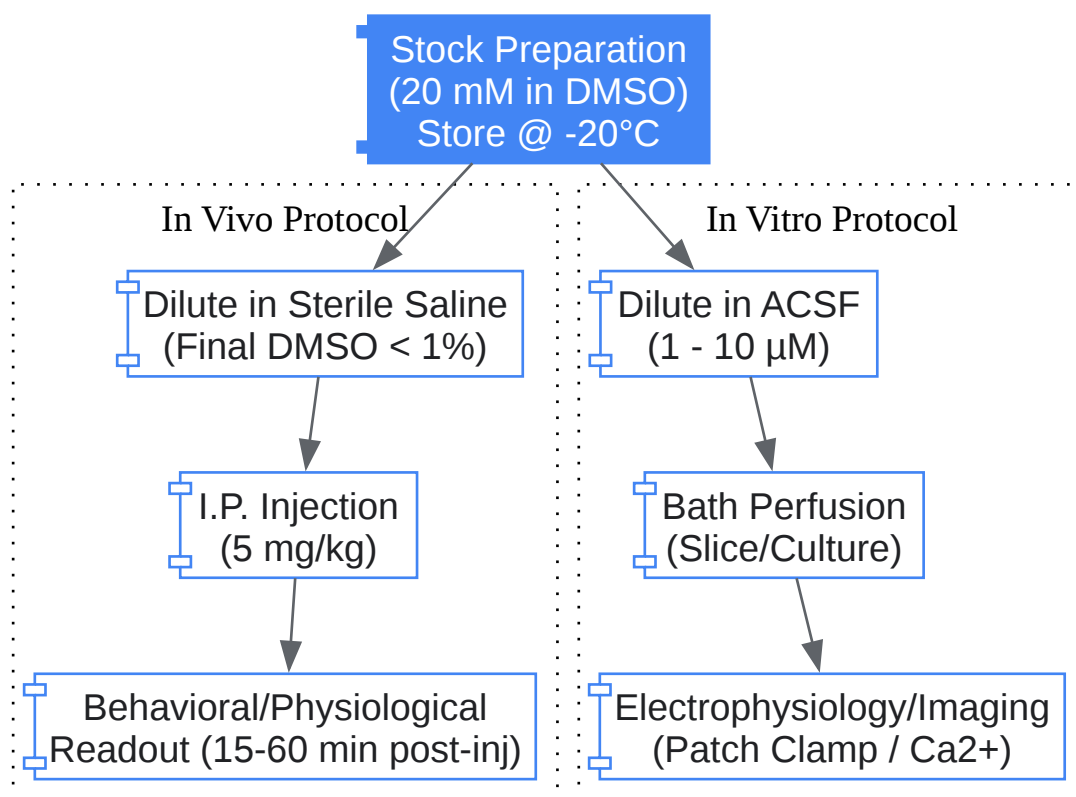 Stock Preparation
(20 mM in DMSO)
Store @ -20°C
In Vivo Protocol
Dilute in Sterile Saline
(Final DMSO < 1%)
I.P. Injection
(5 mg/kg)
Behavioral/Physiological
Readout (15-60 min post-inj)
In Vitro Protocol
Dilute in ACSF
(1 - 10 µM)
Bath Perfusion
(Slice/Culture)
Electrophysiology/Imaging
(Patch Clamp / Ca2+)